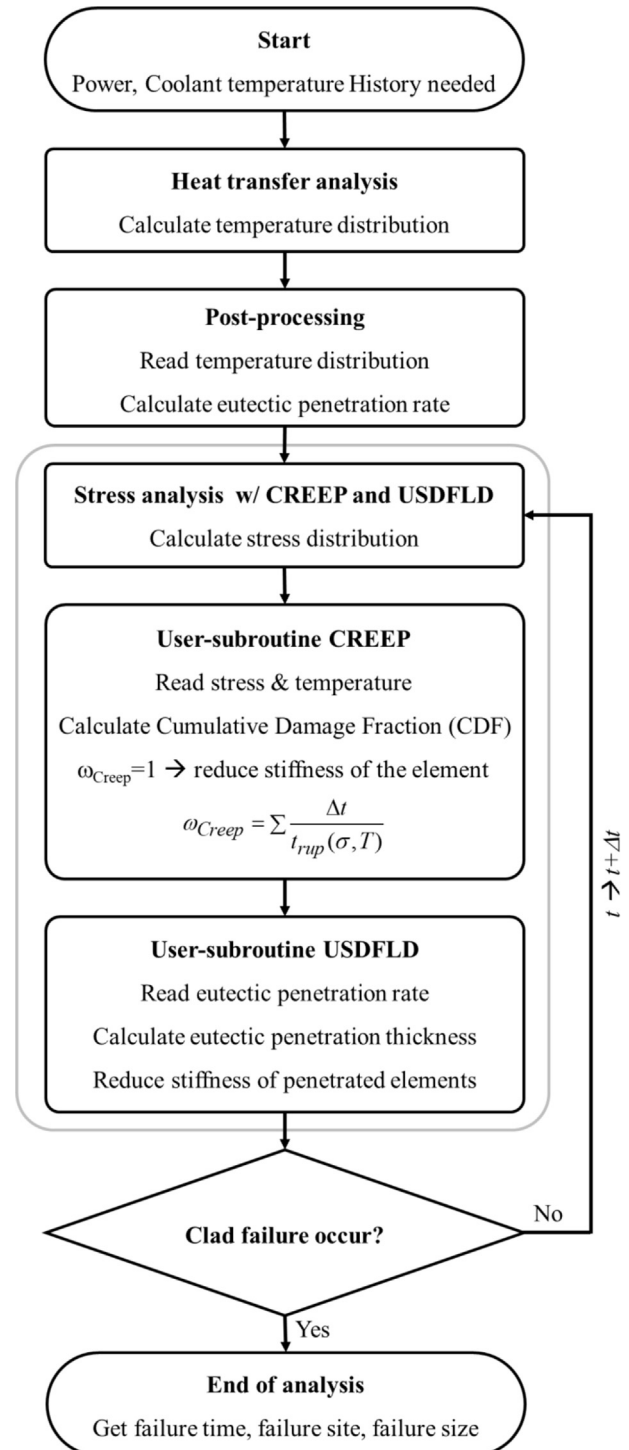 Start
Power, Coolant temperature History needed
Heat transfer analysis
Calculate temperature distribution
Post-processing
Read temperature distribution
Calculate eutectic penetration rate
Stress analysis w/ CREEP and USDFLD
Calculate stress distribution
User-subroutine CREEP
Read stress & temperature
Calculate Cumulative Damage Fraction (CDF)
ωCreep=1 → reduce stiffness of the element
ωCreep = Σ Δt / trup(σ,T)
User-subroutine USDFLD
Read eutectic penetration rate
Calculate eutectic penetration thickness
Reduce stiffness of penetrated elements
t → t+Δt
Clad failure occur?
No
Yes
End of analysis
Get failure time, failure site, failure size